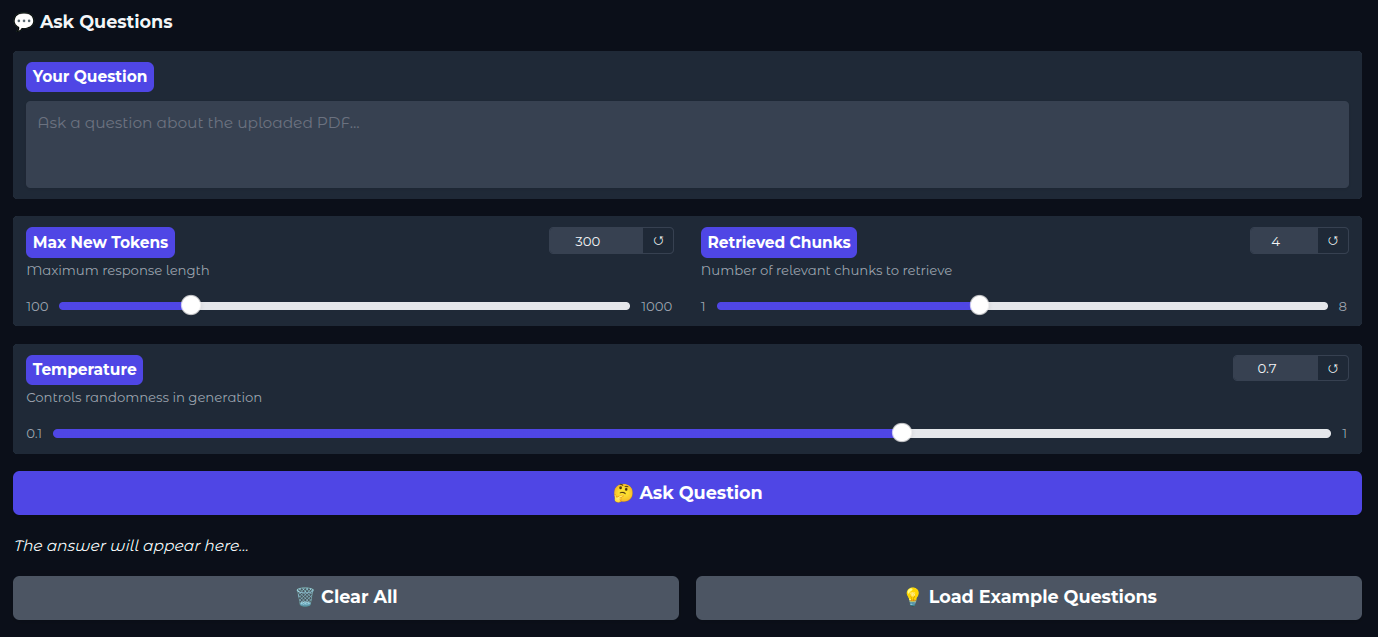 💬 Ask Questions
Your Question
Ask a question about the uploaded PDF...
Max New Tokens
300 ↺
Maximum response length
100
1000
Retrieved Chunks
4 ↺
Number of relevant chunks to retrieve
1
8
Temperature
0.7 ↺
Controls randomness in generation
0.1
1
🤔 Ask Question
The answer will appear here...
🗑️ Clear All
💡 Load Example Questions